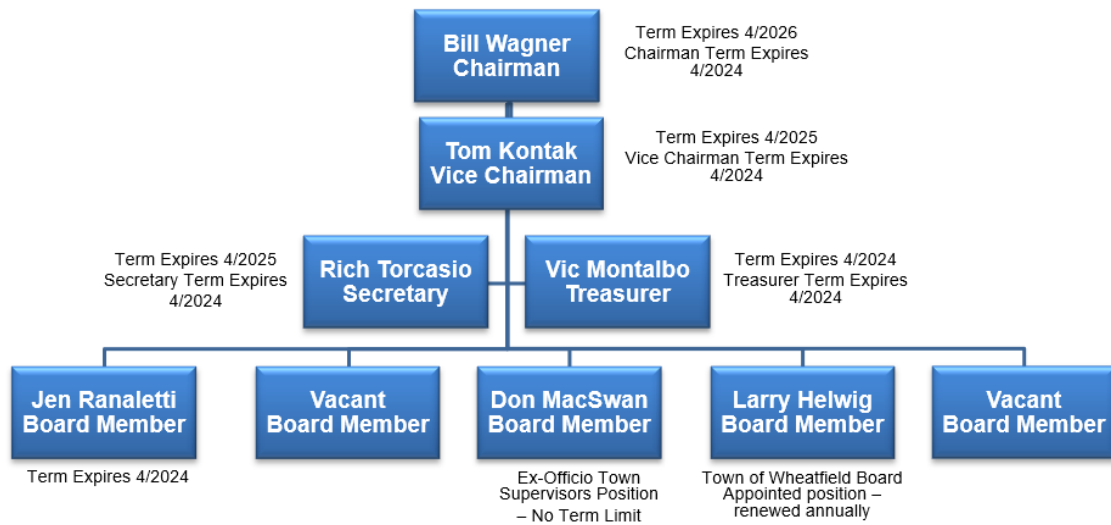 Bill Wagner
Chairman
Term Expires 4/2026
Chairman Term Expires
4/2024
Tom Kontak
Vice Chairman
Term Expires 4/2025
Vice Chairman Term Expires
4/2024
Term Expires 4/2025
Secretary Term Expires
4/2024
Rich Torcasio
Secretary
Vic Montalbo
Treasurer
Term Expires 4/2024
Treasurer Term Expires
4/2024
Jen Ranaletti
Board Member
Term Expires 4/2024
Vacant
Board Member
Don MacSwan
Board Member
Ex-Officio Town
Supervisors Position
– No Term Limit
Larry Helwig
Board Member
Town of Wheatfield Board
Appointed position –
renewed annually
Vacant
Board Member